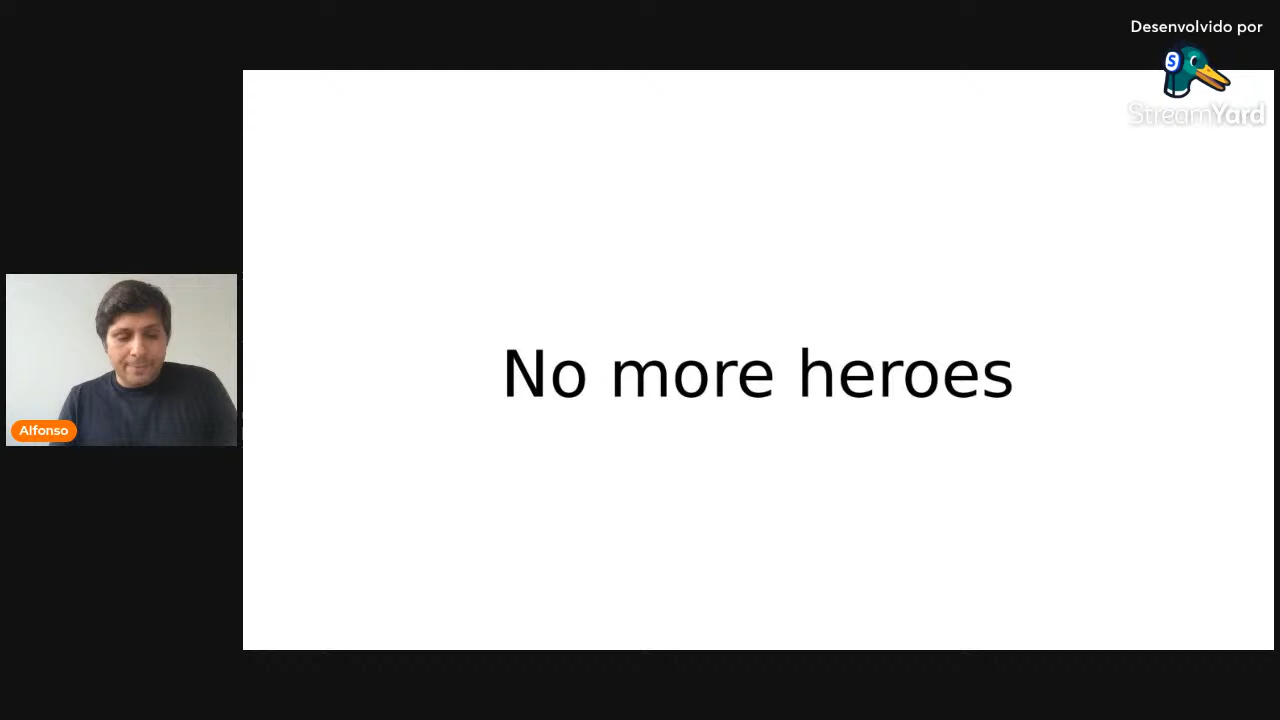 Desenvolvido por
S
StreamYard
No more heroes
Alfonso